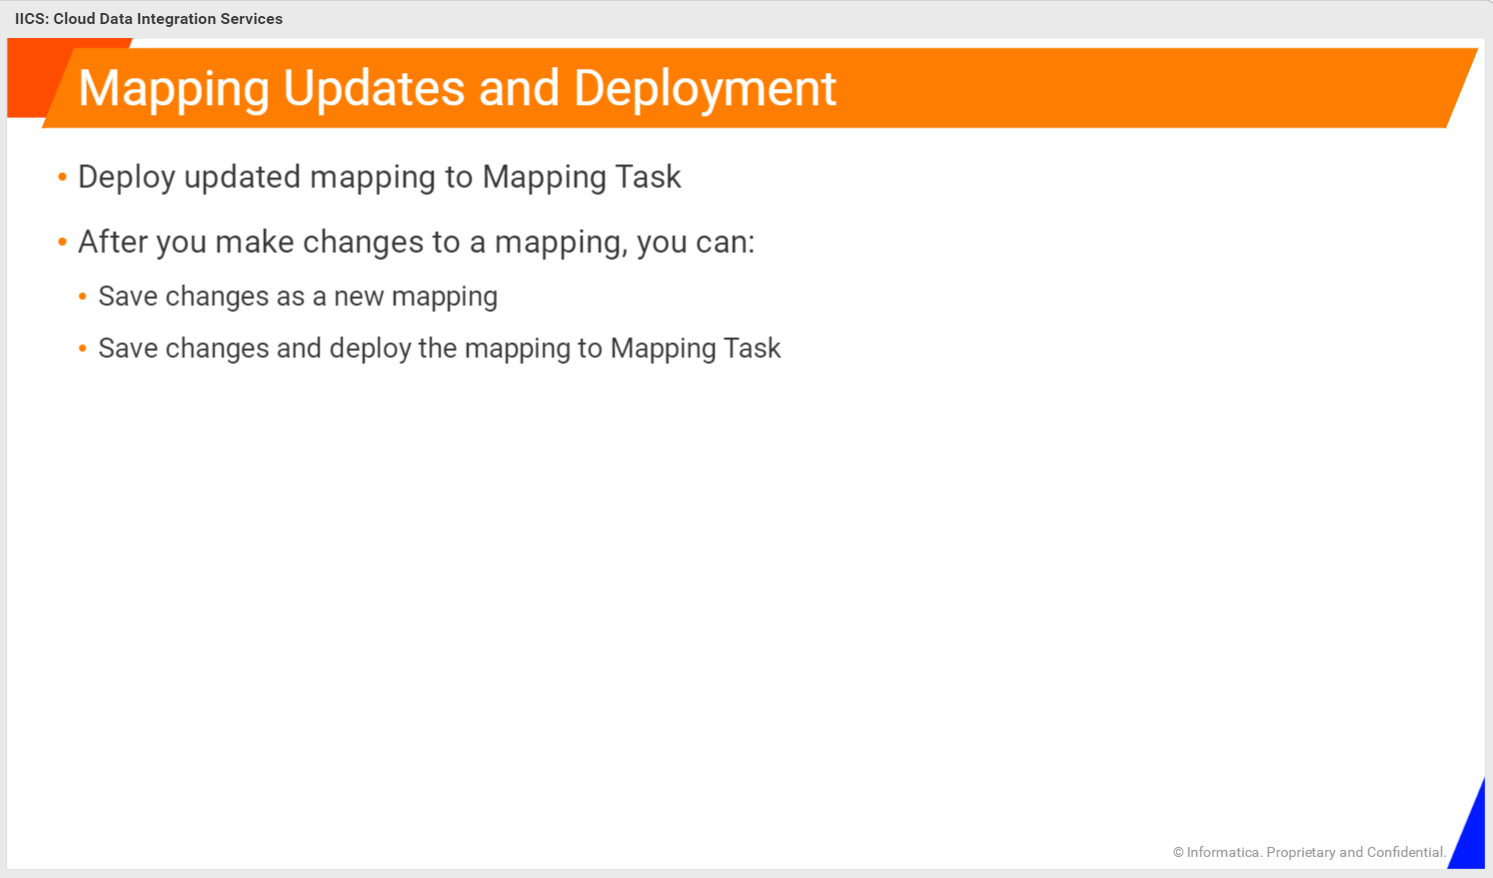 IICS: Cloud Data Integration Services
Mapping Updates and Deployment
• Deploy updated mapping to Mapping Task
• After you make changes to a mapping, you can:
• Save changes as a new mapping
• Save changes and deploy the mapping to Mapping Task
© Informatica. Proprietary and Confidential.